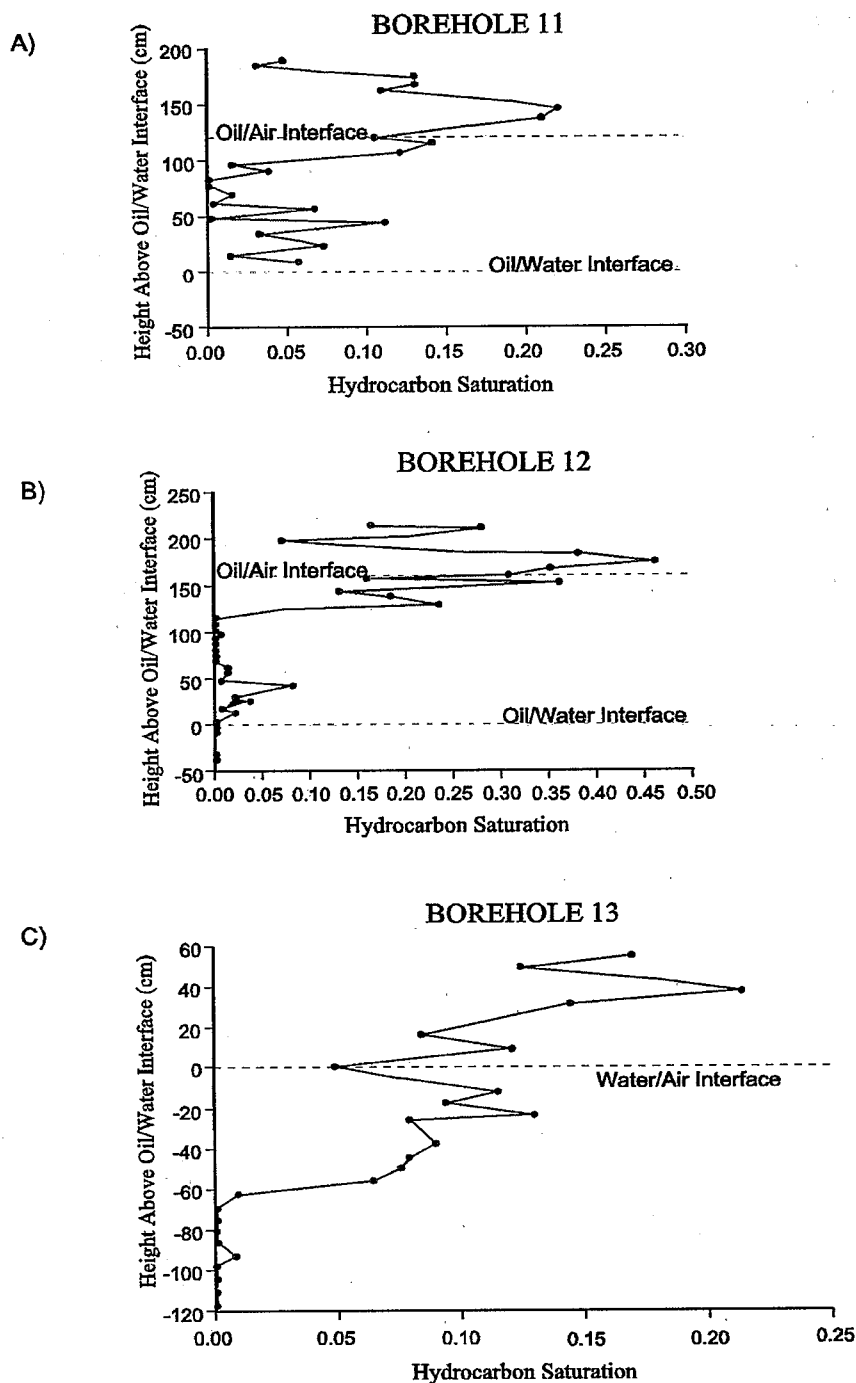 A)
BOREHOLE 11
Height Above Oil/Water Interface (cm)
200
150
100
50
0
-50
Oil/Air Interface
Oil/Water Interface
0.00 0.05 0.10 0.15 0.20 0.25 0.30
Hydrocarbon Saturation
B)
BOREHOLE 12
Height Above Oil/Water Interface (cm)
250
200
150
100
50
0
-50
Oil/Air Interface
Oil/Water Interface
0.00 0.05 0.10 0.15 0.20 0.25 0.30 0.35 0.40 0.45 0.50
Hydrocarbon Saturation
C)
BOREHOLE 13
Height Above Oil/Water Interface (cm)
60
40
20
0
-20
-40
-60
-80
-100
-120
Water/Air Interface
0.00 0.05 0.10 0.15 0.20 0.25
Hydrocarbon Saturation